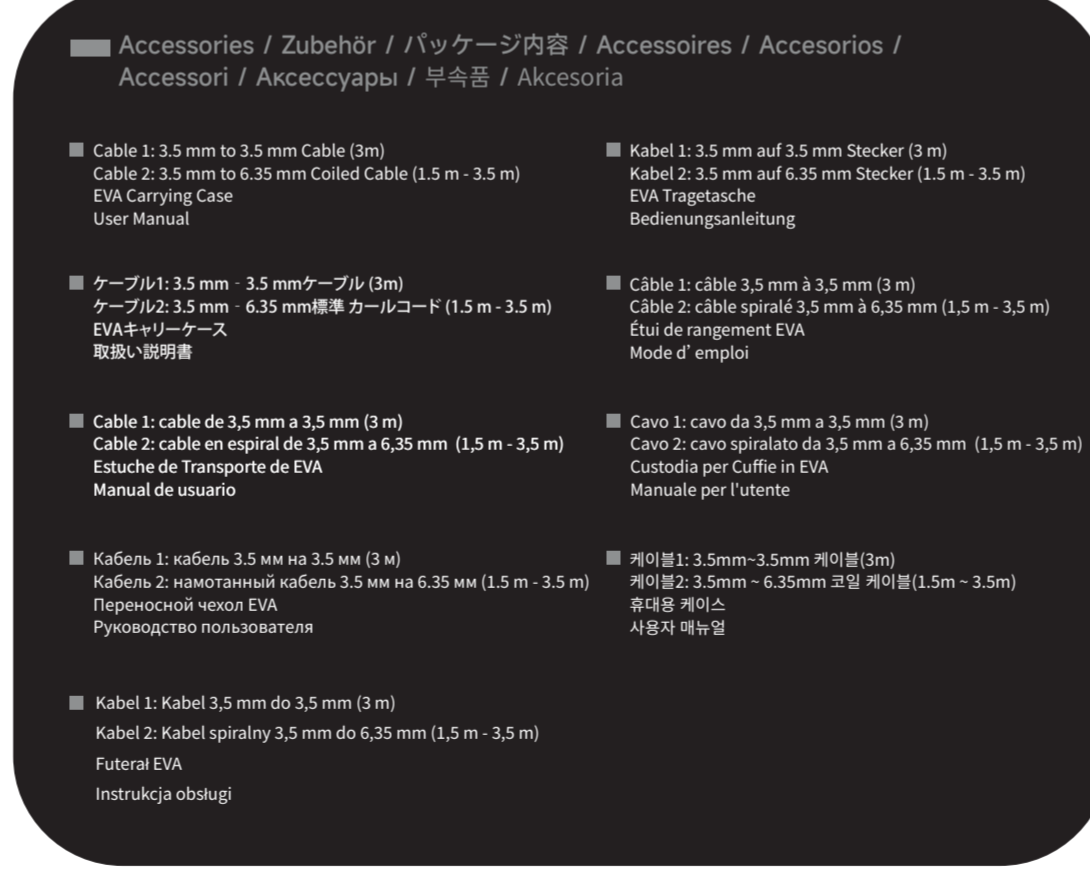 Accessories / Zubehör / パッケージ内容 / Accessoires / Accesorios /
Accessori / Аксессуары / 부속품 / Akcesoria
Cable 1: 3.5 mm to 3.5 mm Cable (3m)
Cable 2: 3.5 mm to 6.35 mm Coiled Cable (1.5 m - 3.5 m)
EVA Carrying Case
User Manual
Kabel 1: 3.5 mm auf 3.5 mm Stecker (3 m)
Kabel 2: 3.5 mm auf 6.35 mm Stecker (1.5 m - 3.5 m)
EVA Tragetasche
Bedienungsanleitung
ケーブル1: 3.5 mm - 3.5 mmケーブル (3m)
ケーブル2: 3.5 mm - 6.35 mm標準 カールコード (1.5 m - 3.5 m)
EVAキャリーケース
取扱い説明書
Câble 1: câble 3,5 mm à 3,5 mm (3 m)
Câble 2: câble spiralé 3,5 mm à 6,35 mm (1,5 m - 3,5 m)
Étui de rangement EVA
Mode d’ emploi
Cable 1: cable de 3,5 mm a 3,5 mm (3 m)
Cable 2: cable en espiral de 3,5 mm a 6,35 mm (1,5 m - 3,5 m)
Estuche de Transporte de EVA
Manual de usuario
Cavo 1: cavo da 3,5 mm a 3,5 mm (3 m)
Cavo 2: cavo spiralato da 3,5 mm a 6,35 mm (1,5 m - 3,5 m)
Custodia per Cuffie in EVA
Manuale per l'utente
Кабель 1: кабель 3.5 мм на 3.5 мм (3 м)
Кабель 2: намотанный кабель 3.5 мм на 6.35 мм (1.5 m - 3.5 m)
Переносной чехол EVA
Руководство пользователя
케이블1: 3.5mm~3.5mm 케이블(3m)
케이블2: 3.5mm ~ 6.35mm 코일 케이블(1.5m ~ 3.5m)
휴대용 케이스
사용자 매뉴얼
Kabel 1: Kabel 3,5 mm do 3,5 mm (3 m)
Kabel 2: Kabel spiralny 3,5 mm do 6,35 mm (1,5 m - 3,5 m)
Futerał EVA
Instrukcja obsługi